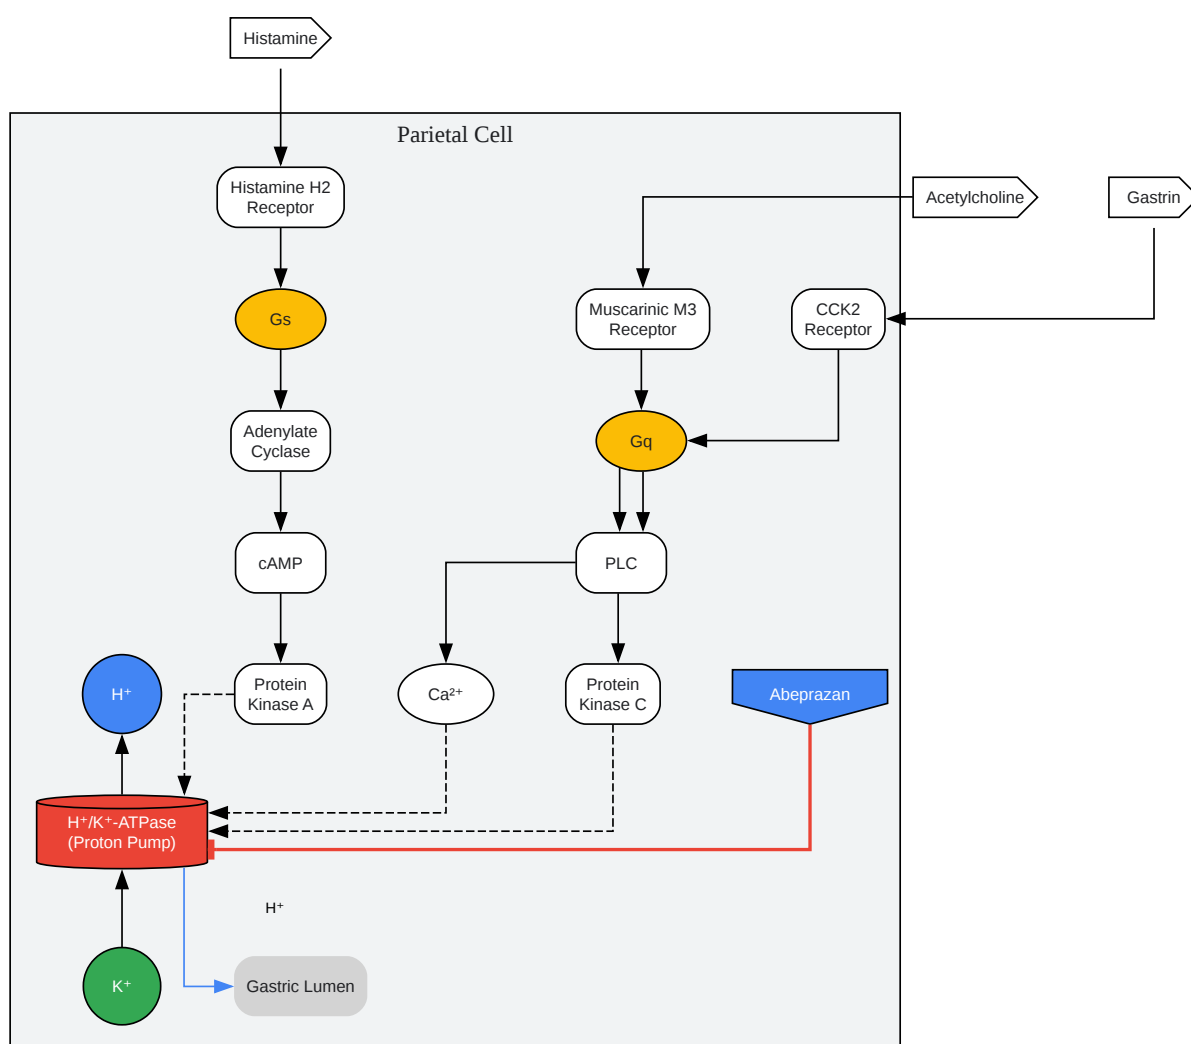 Histamine
Parietal Cell
Histamine H2
Receptor
Acetylcholine
Gastrin
Gs
Muscarinic M3
Receptor
CCK2
Receptor
Adenylate
Cyclase
Gq
cAMP
PLC
H⁺
Protein
Kinase A
Ca²⁺
Protein
Kinase C
Abeprazan
H⁺/K⁺-ATPase
(Proton Pump)
H⁺
K⁺
Gastric Lumen